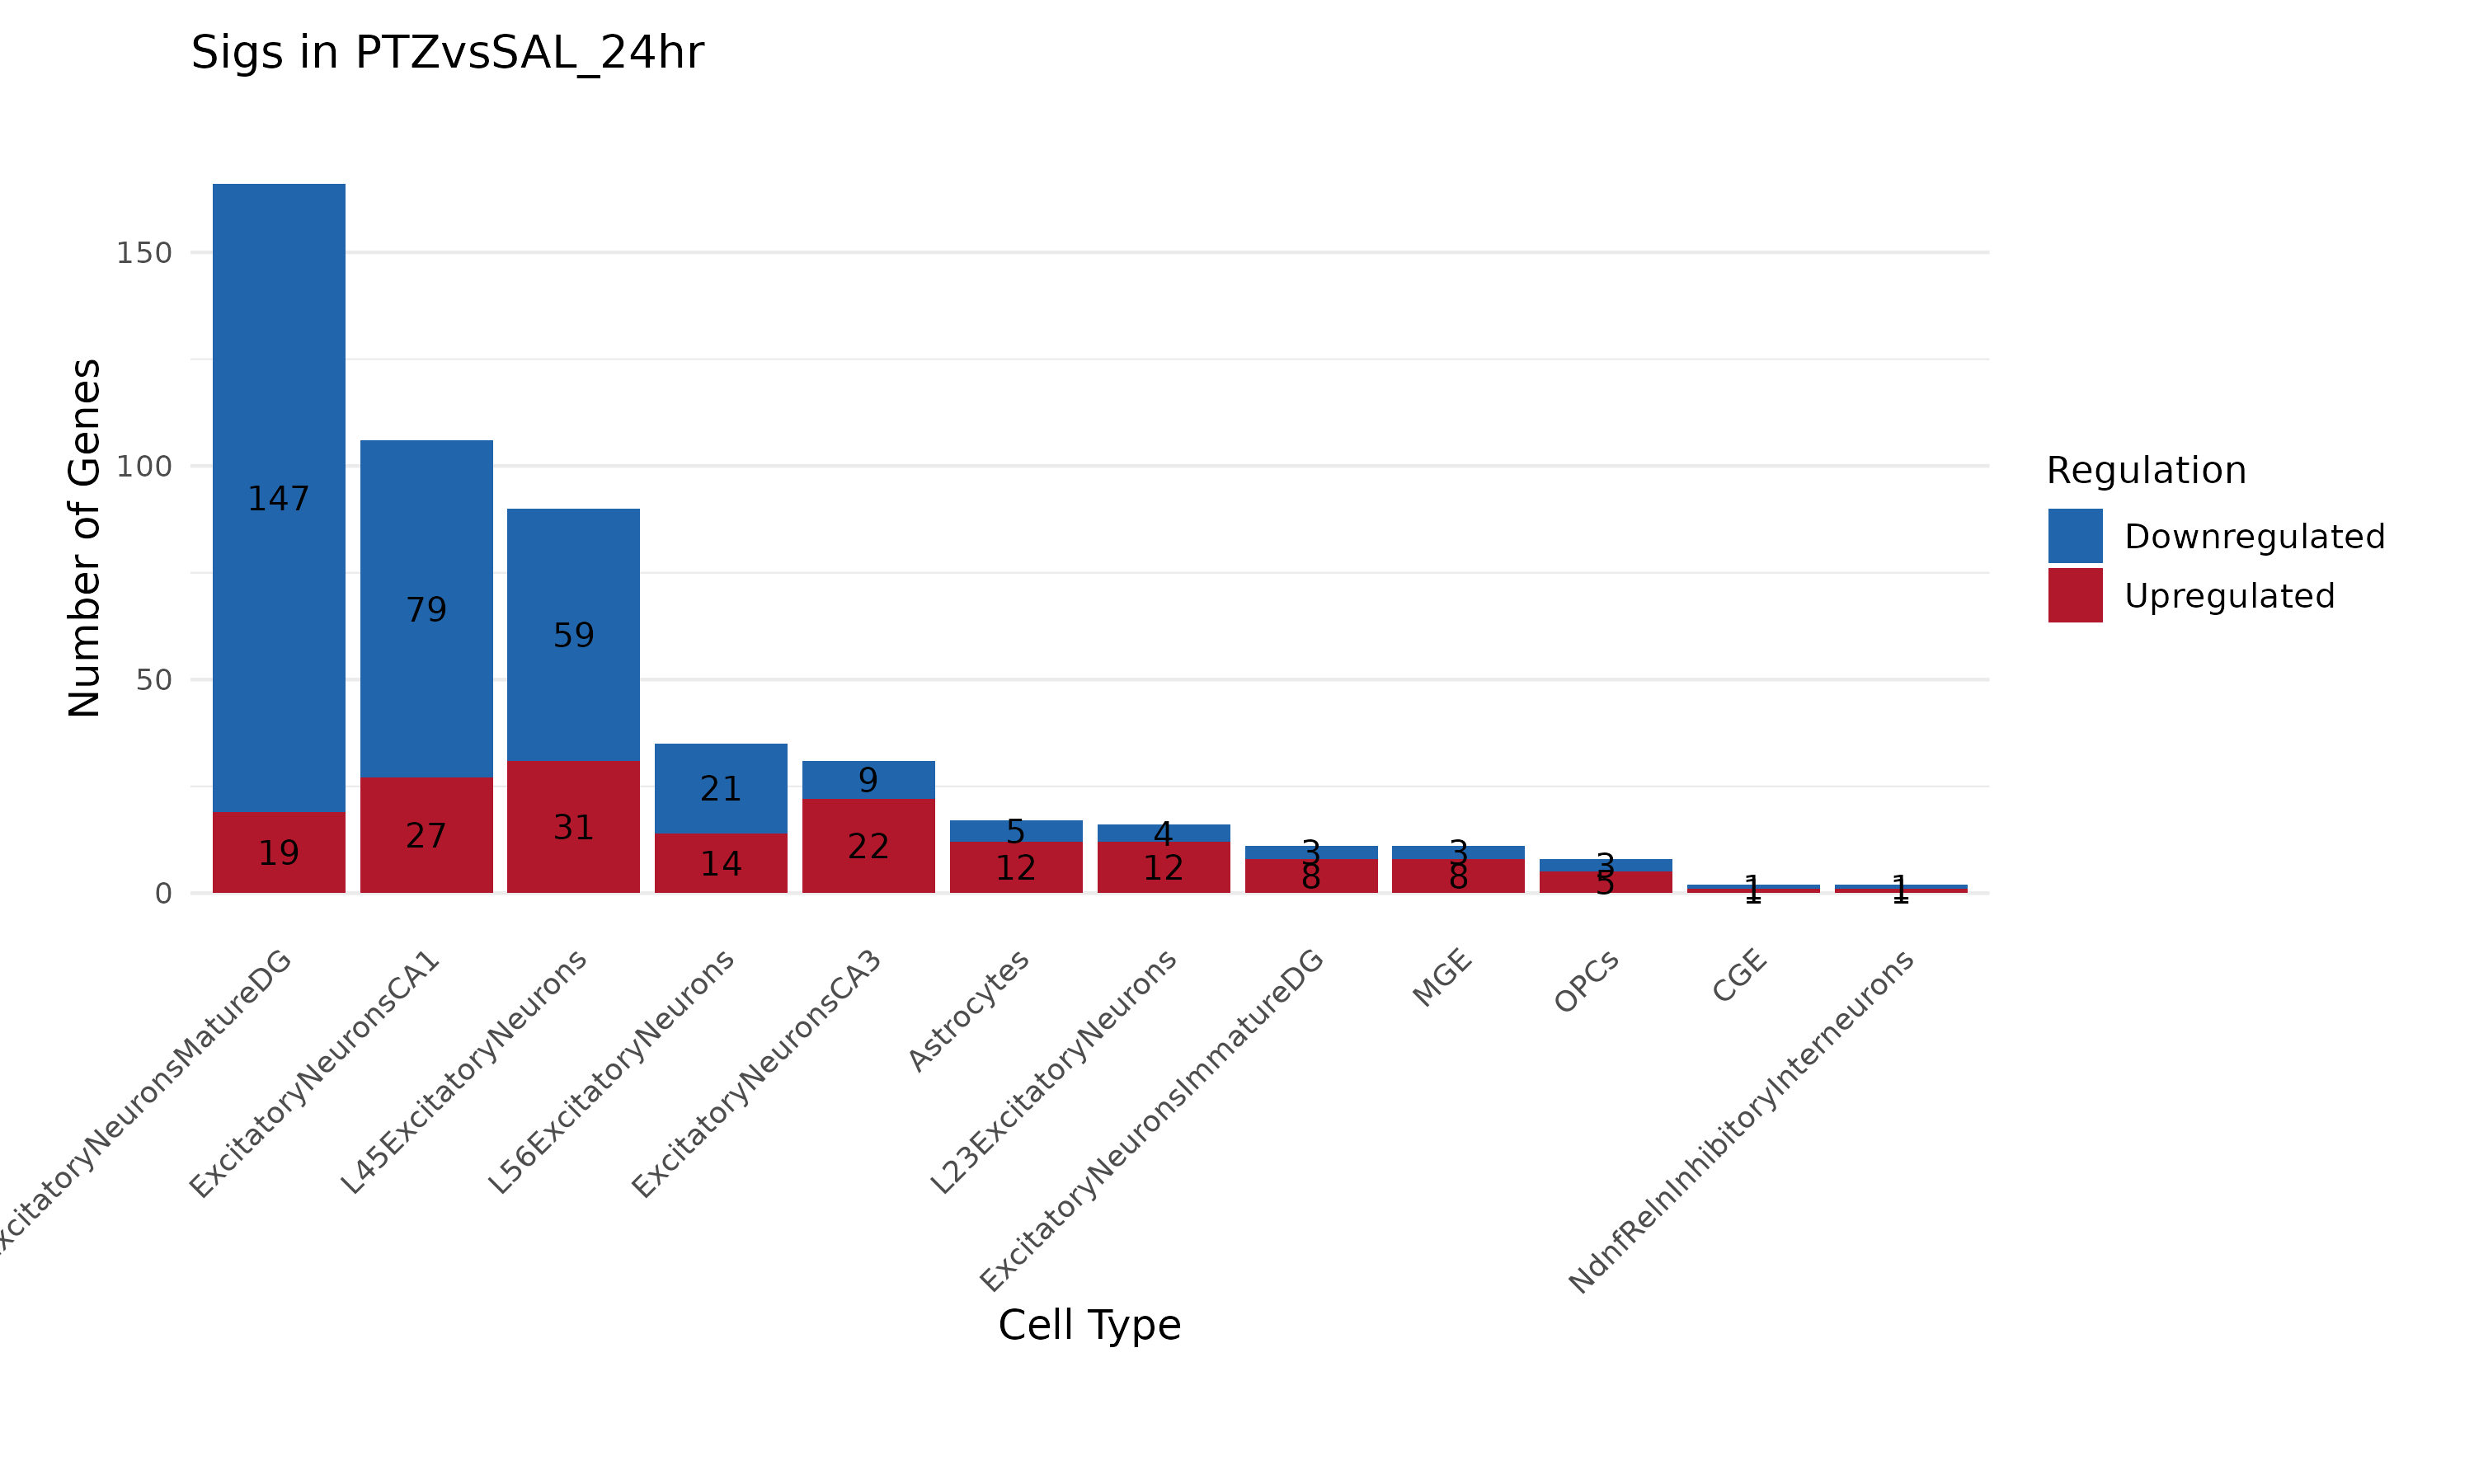 Sigs in PTZvsSAL_24hr
Number of Genes
150
100
50
0
147
19
79
27
59
31
21
14
9
22
5
12
4
12
3
8
3
8
3
5
1
1
1
1
ExcitatoryNeuronsCA1
L45ExcitatoryNeurons
L56ExcitatoryNeurons
ExcitatoryNeuronsCA3
Astrocytes
L23ExcitatoryNeurons
ExcitatoryNeuronsImmatureDG
MGE
OPCs
CGE
NdnfRelnInhibitoryInterneurons
Cell Type
Regulation
Downregulated
Upregulated